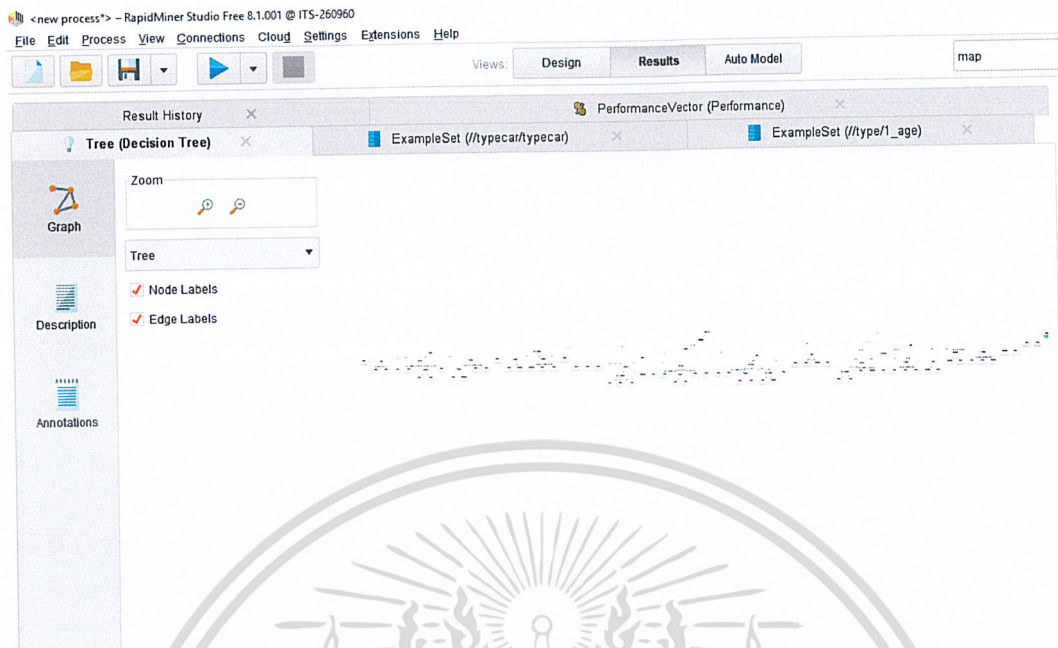 <new process*> – RapidMiner Studio Free 8.1.001 @ ITS-260960
File Edit Process View Connections Cloud Settings Extensions Help
Views: Design Results Auto Model map
Result History PerformanceVector (Performance)
Tree (Decision Tree) ExampleSet (//typecar/typecar) ExampleSet (//type/1_age)
Zoom
Graph
Tree
Node Labels
Description
Edge Labels
Annotations